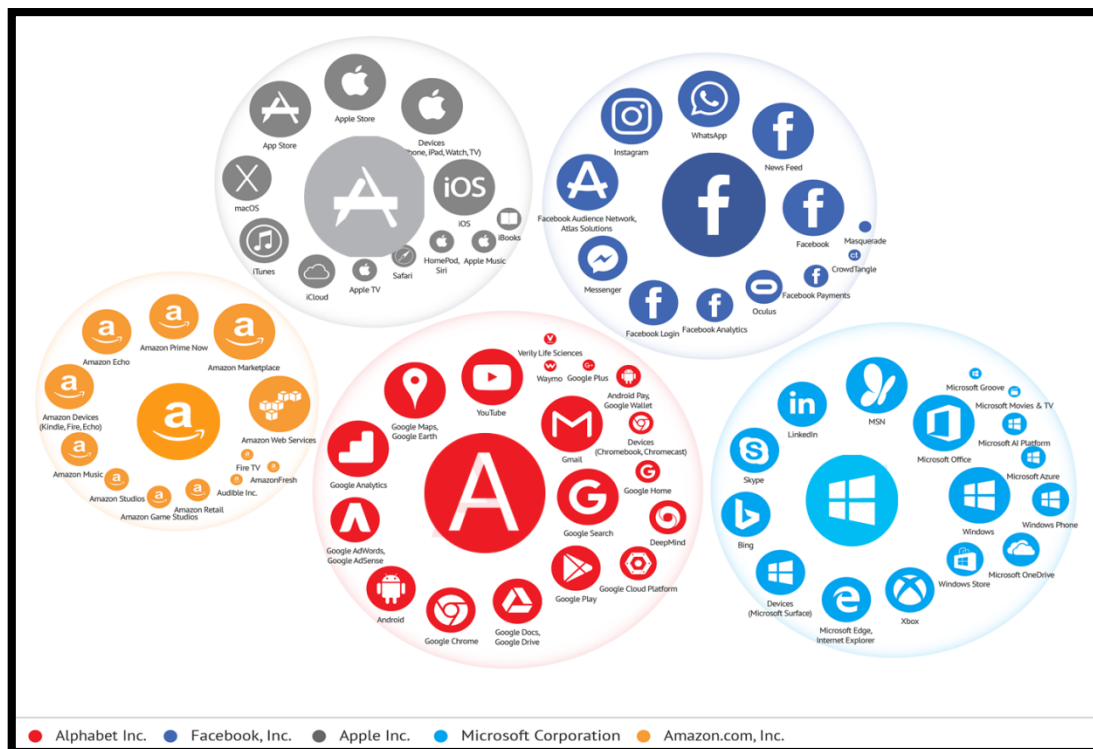 App Store
Apple Store
Devices
hone, iPad, Watch, TV)
macOS
iOS
iOS
iBooks
iTunes
iCloud
Apple TV
Safari
HomePod,
Siri
Apple Music
Instagram
WhatsApp
News Feed
Facebook Audience Network,
Atlas Solutions
Facebook
Masquerade
ct
CrowdTangle
Messenger
Facebook Login
Facebook Analytics
Oculus
Facebook Payments
Amazon Echo
Amazon Prime Now
Amazon Marketplace
Amazon Devices
(Kindle, Fire, Echo)
Amazon Web Services
Amazon Music
Fire TV
AmazonFresh
Amazon Studios
Audible Inc.
Amazon Retail
Amazon Game Studios
Verily Life Sciences
Waymo
Google Plus
Android Pay,
Google Wallet
Google Maps,
Google Earth
YouTube
Gmail
Devices
(Chromebook, Chromecast)
Google Analytics
Google Home
Google Search
DeepMind
Google AdWords,
Google AdSense
Google Play
Google Cloud Platform
Android
Google Chrome
Google Docs,
Google Drive
in
LinkedIn
MSN
Microsoft Groove
Microsoft Movies & TV
Microsoft AI Platform
Microsoft Office
Skype
Microsoft Azure
Bing
Windows
Windows Phone
Microsoft OneDrive
Windows Store
Devices
(Microsoft Surface)
Microsoft Edge,
Internet Explorer
Xbox
Alphabet Inc.
Facebook, Inc.
Apple Inc.
Microsoft Corporation
Amazon.com, Inc.